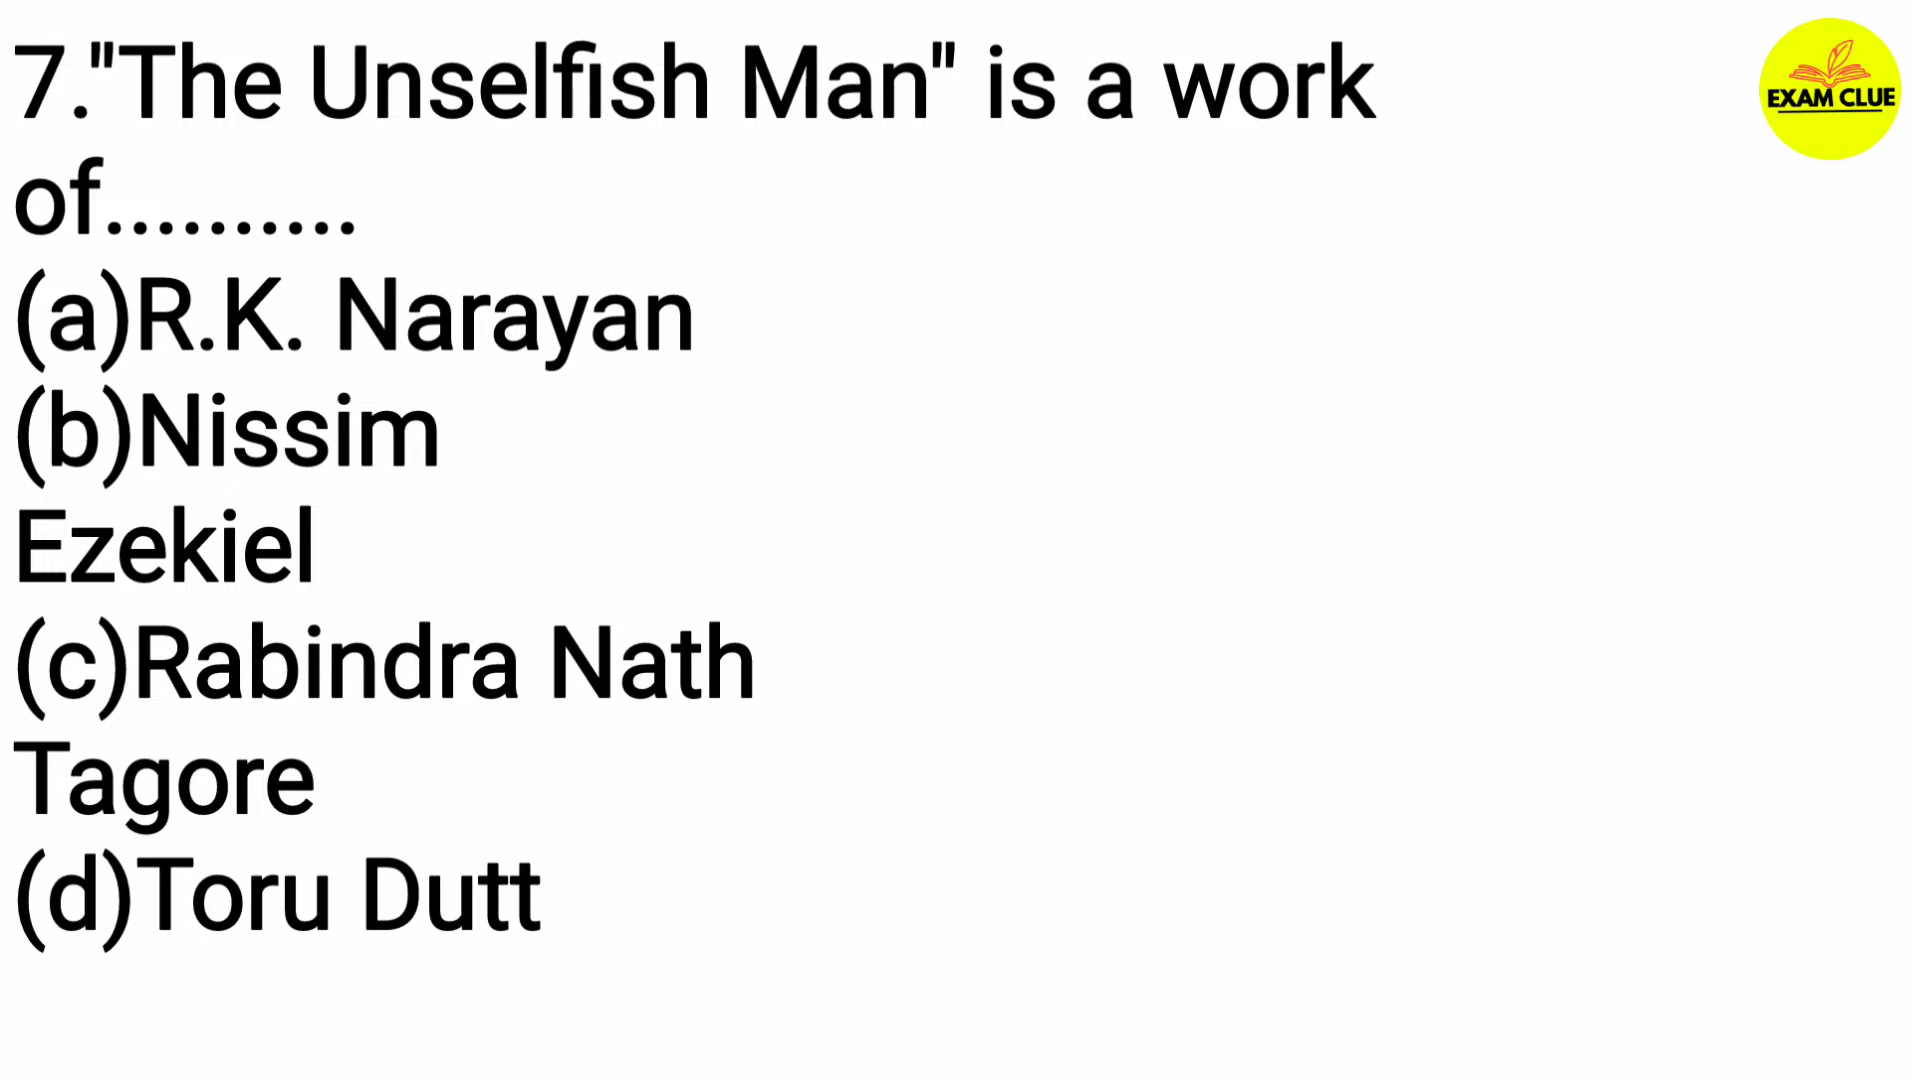 7."The Unselfish Man" is a work
of..........
(a)R.K. Narayan
(b)Nissim
Ezekiel
(c)Rabindra Nath
Tagore
(d)Toru Dutt
EXAM CLUE